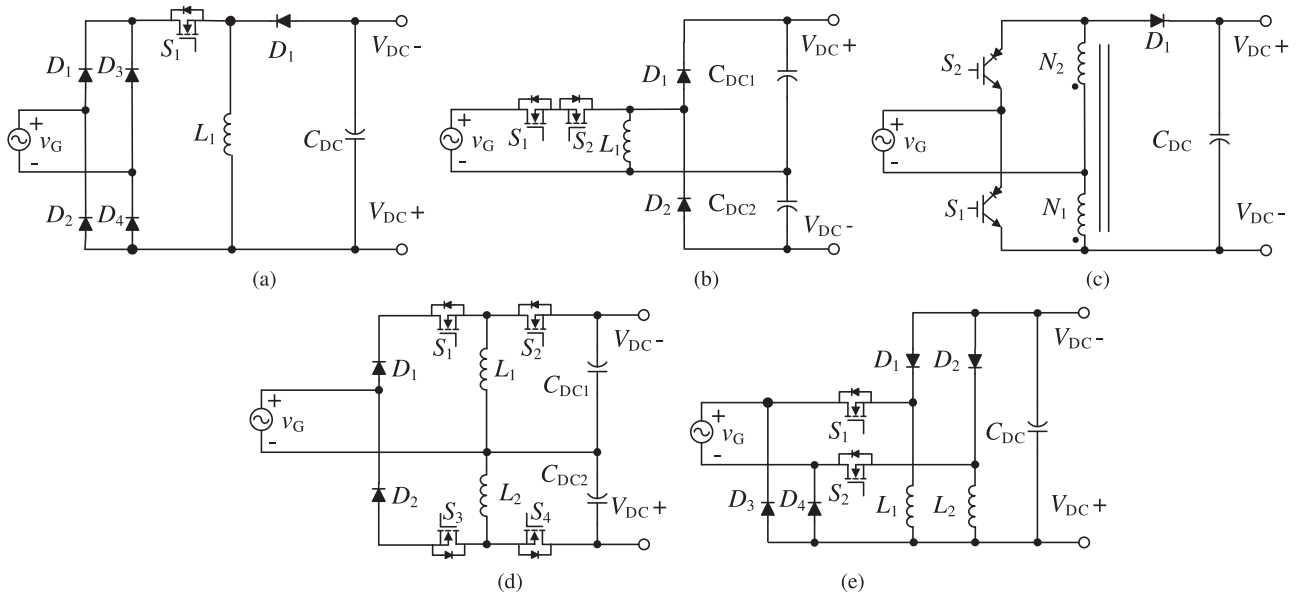 S1
D1
VDC-
D1 D3
+
vG
-
L1
CDC
D2 D4
VDC+
(a)
VDC+
D1 CDC1
+
vG
-
S1 S2 L1
D2 CDC2
VDC-
(b)
D1
VDC+
S2 N2
+
vG
-
CDC
S1 N1
VDC-
(c)
S1 S2
VDC-
D1 L1
CDC1
+
vG
-
CDC2
D2 L2
VDC+
S3 S4
(d)
VDC-
D1 D2
+
vG
-
S1
CDC
S2
D3 D4 L1 L2
VDC+
(e)